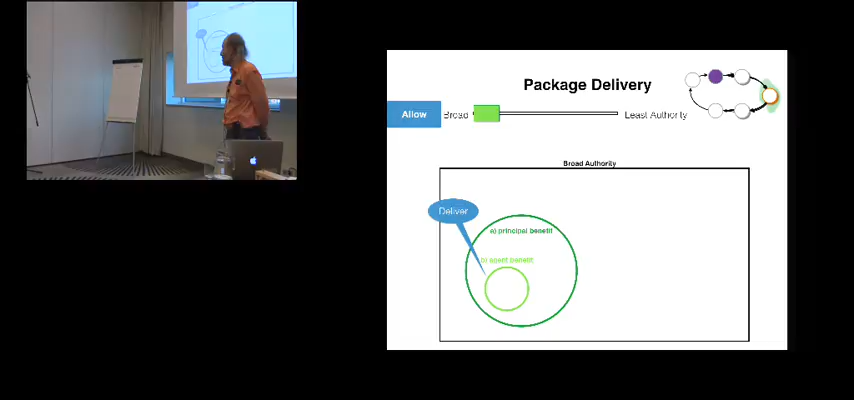 Package Delivery
Allow
Broad
Least Authority
Broad Authority
Deliver
a) principal benefit
b) agent benefit